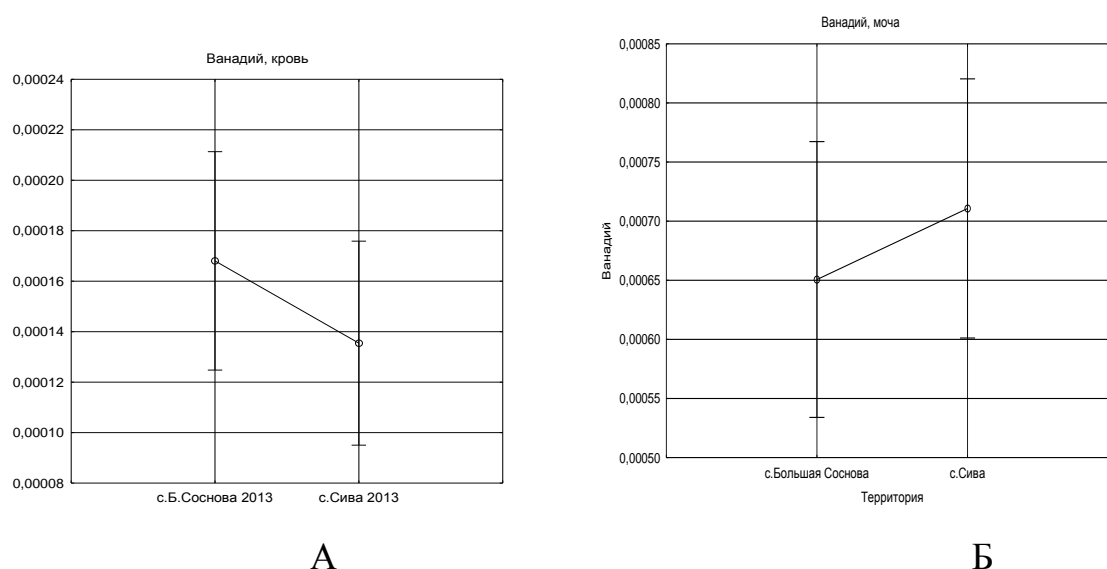 Ванадий, кровь
0,00024
0,00022
0,00020
0,00018
0,00016
0,00014
0,00012
0,00010
0,00008
с.Б.Соснова 2013 с.Сива 2013
А
Ванадий, моча
0,00085
0,00080
0,00075
0,00070
0,00065
0,00060
0,00055
0,00050
Ванадий
с.Большая Соснова с.Сива
Территория
Б